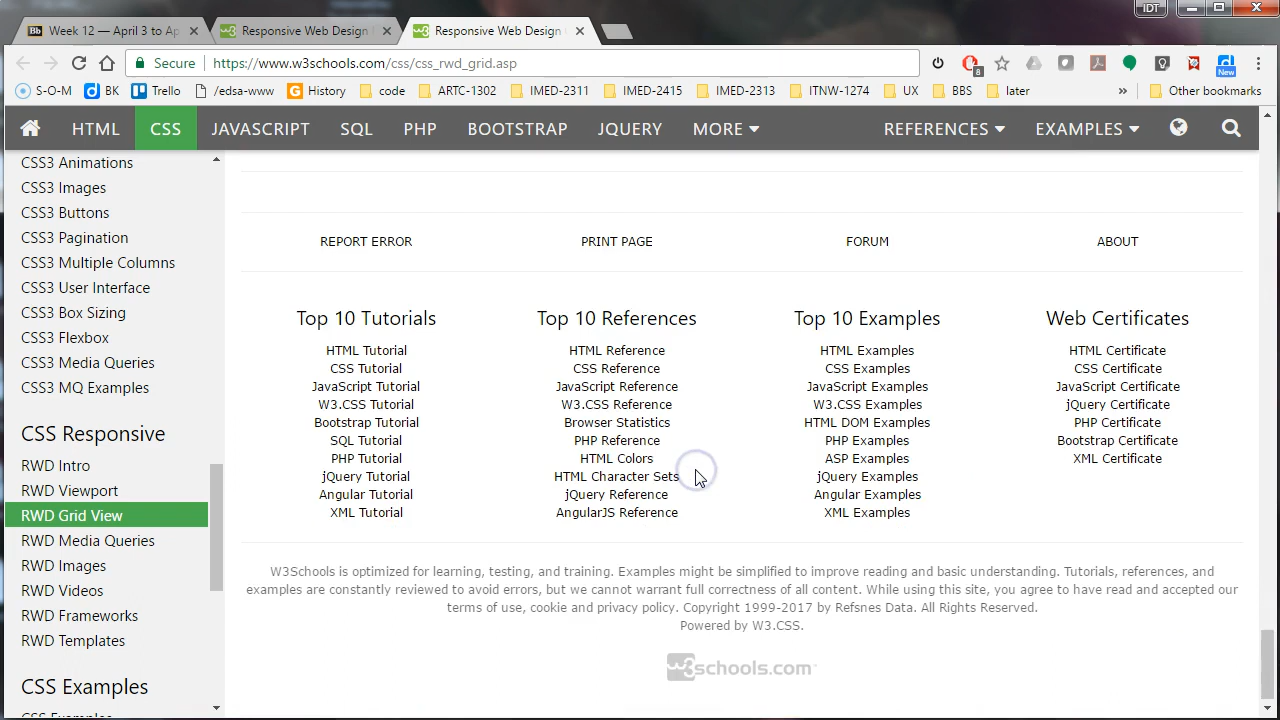 IDT
Bb Week 12 — April 3 to Ap
w3 Responsive Web Design
w3 Responsive Web Design
Secure https://www.w3schools.com/css/css_rwd_grid.asp
8
New
S-O-M
d BK
Trello
/edsa-www
G History
code
ARTC-1302
IMED-2311
IMED-2415
IMED-2313
ITNW-1274
UX
BBS
later
»
Other bookmarks
HTML
CSS
JAVASCRIPT
SQL
PHP
BOOTSTRAP
JQUERY
MORE
REFERENCES
EXAMPLES
CSS3 Animations
CSS3 Images
CSS3 Buttons
CSS3 Pagination
CSS3 Multiple Columns
CSS3 User Interface
CSS3 Box Sizing
CSS3 Flexbox
CSS3 Media Queries
CSS3 MQ Examples
CSS Responsive
RWD Intro
RWD Viewport
RWD Grid View
RWD Media Queries
RWD Images
RWD Videos
RWD Frameworks
RWD Templates
CSS Examples
REPORT ERROR
PRINT PAGE
FORUM
ABOUT
Top 10 Tutorials
HTML Tutorial
CSS Tutorial
JavaScript Tutorial
W3.CSS Tutorial
Bootstrap Tutorial
SQL Tutorial
PHP Tutorial
jQuery Tutorial
Angular Tutorial
XML Tutorial
Top 10 References
HTML Reference
CSS Reference
JavaScript Reference
W3.CSS Reference
Browser Statistics
PHP Reference
HTML Colors
HTML Character Sets
jQuery Reference
AngularJS Reference
Top 10 Examples
HTML Examples
CSS Examples
JavaScript Examples
W3.CSS Examples
HTML DOM Examples
PHP Examples
ASP Examples
jQuery Examples
Angular Examples
XML Examples
Web Certificates
HTML Certificate
CSS Certificate
JavaScript Certificate
jQuery Certificate
PHP Certificate
Bootstrap Certificate
XML Certificate
W3Schools is optimized for learning, testing, and training. Examples might be simplified to improve reading and basic understanding. Tutorials, references, and
examples are constantly reviewed to avoid errors, but we cannot warrant full correctness of all content. While using this site, you agree to have read and accepted our
terms of use, cookie and privacy policy. Copyright 1999-2017 by Refsnes Data. All Rights Reserved.
Powered by W3.CSS.
w3schools.com